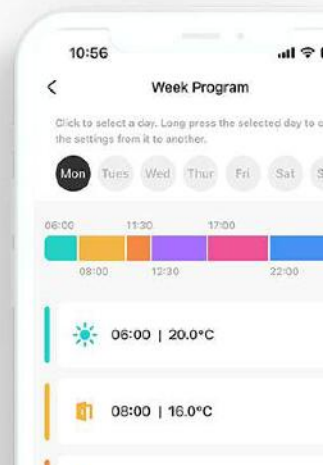 10:56
Week Program
Click to select a day. Long press the selected day to c
the settings from it to another.
Mon Tues Wed Thur Fri Sat S
06:00 11:30 17:00
08:00 12:30 22:00
06:00 | 20.0°C
08:00 | 16.0°C